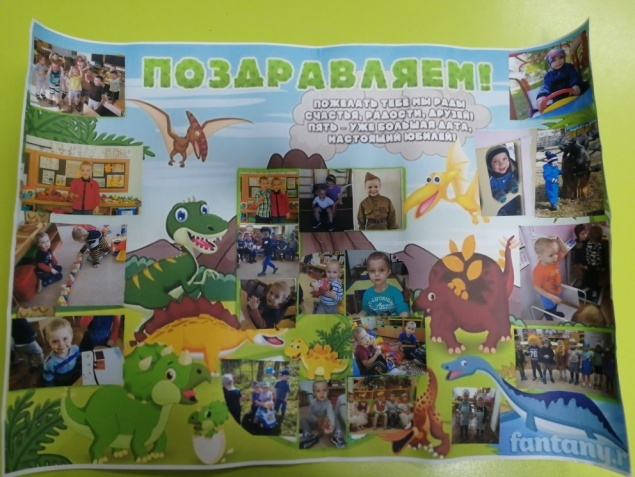 ПОЗДРАВЛЯЕМ!
ПОЖЕЛАТЬ ТЕБЕ МЫ РАДЫ
СЧАСТЬЯ, РАДОСТИ, ДРУЗЕЙ!
ПЯТЬ - УЖЕ БОЛЬШАЯ ДАТА,
НАСТОЯЩИЙ ЮБИЛЕЙ!
fantany.r